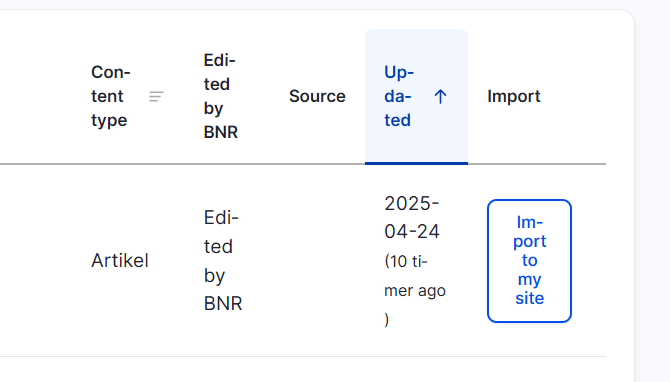 Con-
tent
type
Edi-
ted
by
BNR
Source
Up-
da-
ted
Import
Artikel
Edi-
ted
by
BNR
2025-
04-24
(10 ti-
mer ago
)
Im-
port
to
my
site